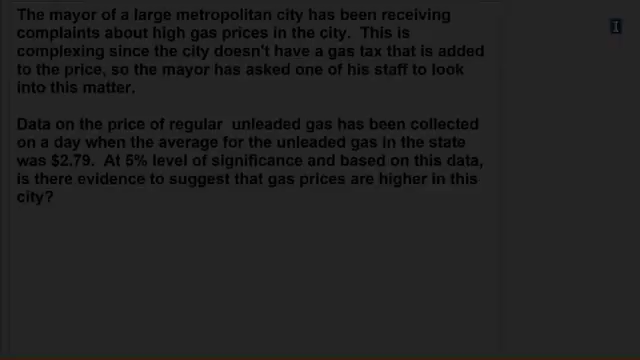 The mayor of a large metropolitan city has been receiving
complaints about high gas prices in the city.  This is
complexing since the city doesn't have a gas tax that is added
to the price, so the mayor has asked one of his staff to look
into this matter.
Data on the price of regular  unleaded gas has been collected
on a day when the average for the unleaded gas in the state
was $2.79.  At 5% level of significance and based on this data,
is there evidence to suggest that gas prices are higher in this
city?